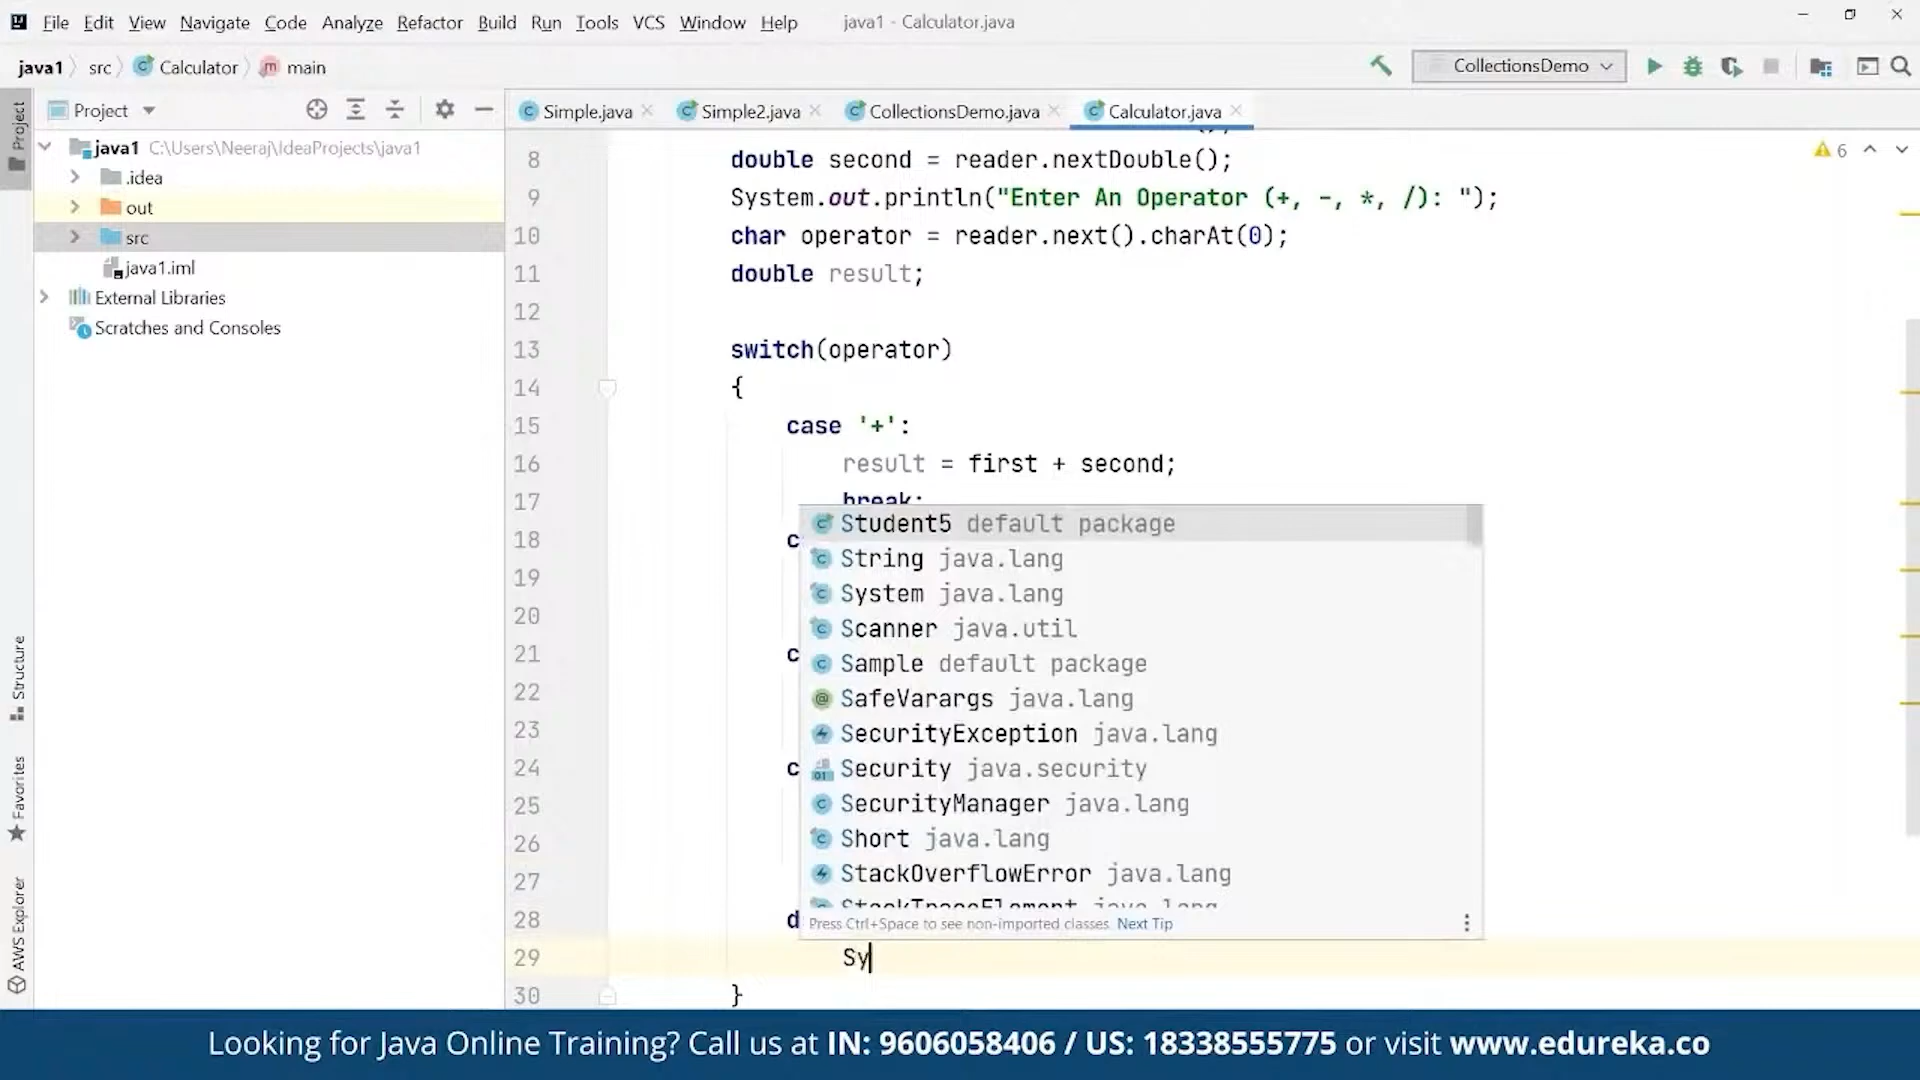 File Edit View Navigate Code Analyze Refactor Build Run Tools VCS Window Help java1 - Calculator.java
java1 src Calculator main CollectionsDemo
Project Simple.java Simple2.java CollectionsDemo.java Calculator.java
Project
java1 C:\Users\Neeraj\IdeaProjects\java1
.idea
out
src
java1.iml
External Libraries
Scratches and Consoles
Structure
Favorites
AWS Explorer
6
8 double second = reader.nextDouble();
9 System.out.println("Enter An Operator (+, -, *, /): ");
10 char operator = reader.next().charAt(0);
11 double result;
12
13 switch(operator)
14 {
15 case '+':
16 result = first + second;
17 break;
18 c
19
20
21 c
22
23
24 c
25
26
27
28 d
29 Sy
30 }
Student5 default package
String java.lang
System java.lang
Scanner java.util
Sample default package
SafeVarargs java.lang
SecurityException java.lang
Security java.security
SecurityManager java.lang
Short java.lang
StackOverflowError java.lang
StackTraceElement java.lang
Press Ctrl+Space to see non-imported classes Next Tip
Looking for Java Online Training? Call us at IN: 9606058406 / US: 18338555775 or visit www.edureka.co